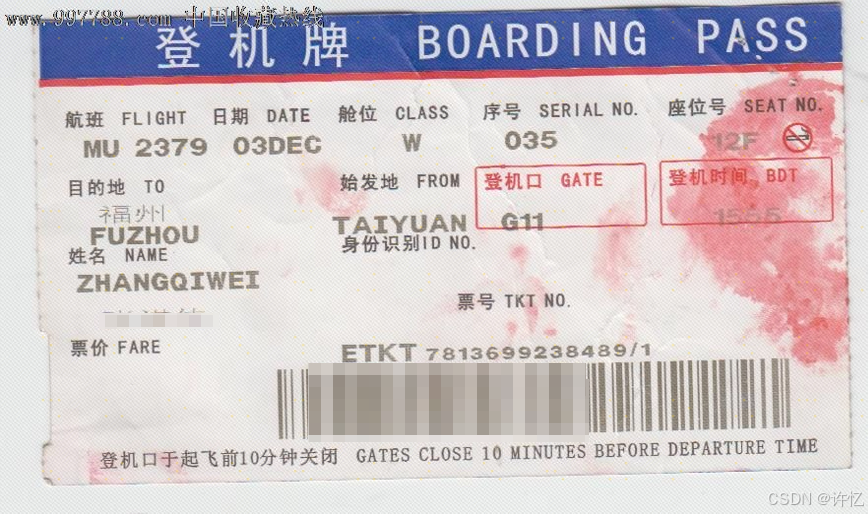 www.997788.com 中国收藏热线
登机牌 BOARDING PASS
航班 FLIGHT 日期 DATE 舱位 CLASS 序号 SERIAL NO. 座位号 SEAT NO.
MU 2379 03DEC W 035 12F
目的地 TO 始发地 FROM 登机口 GATE 登机时间 BDT
福州
FUZHOU TAIYUAN G11 1555
身份识别ID NO.
姓名 NAME
ZHANGQIWEI
票号 TKT NO.
票价 FARE
ETKT 7813699238489/1
登机口于起飞前10分钟关闭 GATES CLOSE 10 MINUTES BEFORE DEPARTURE TIME
CSDN @许忆